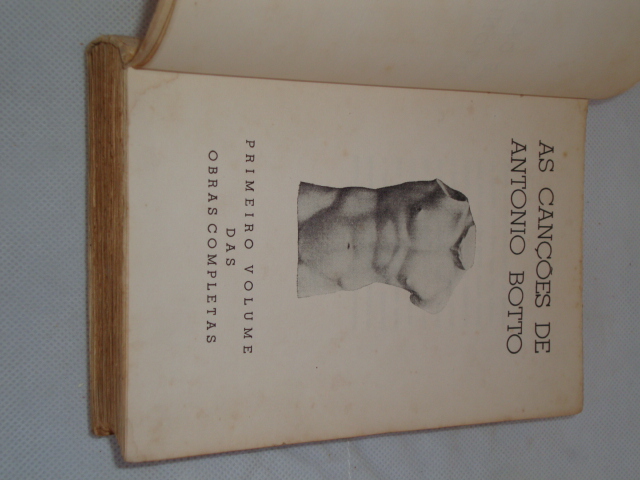 AS CANÇÕES DE
ANTONIO BOTTO
PRIMEIRO VOLUME
DAS
OBRAS COMPLETAS